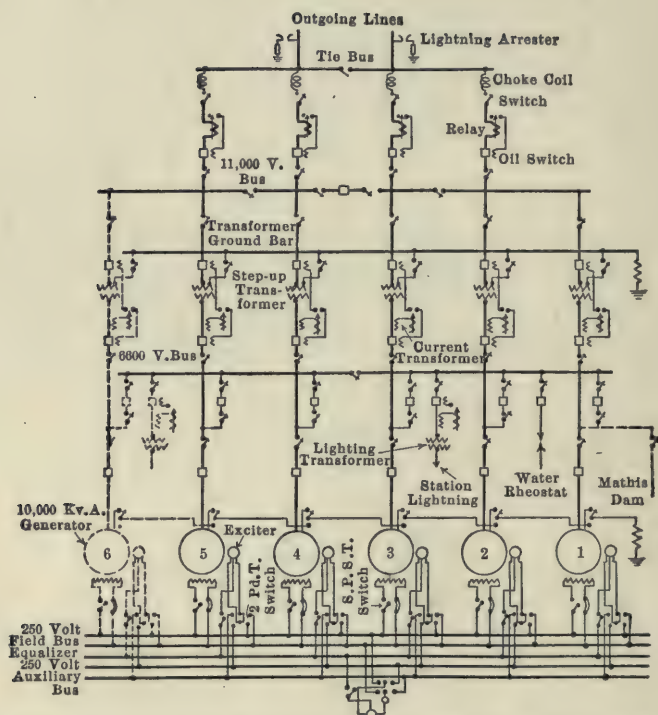 Outgoing Lines
Lightning Arrester
Tie Bus
Choke Coil
Switch
Relay
Oil Switch
11,000 V.
Bus
Transformer
Ground Bar
Step-up
Trans-
former
Current
Transformer
6600 V. Bus
Lighting
Transformer
Station
Lightning
Water
Rheostat
Mathis
Dam
10,000 Kv.A.
Generator
Exciter
2 Pd.T.
Switch
S.P.S.T.
Switch
6
5
4
3
2
1
250 Volt
Field Bus
Equalizer
250 Volt
Auxiliary
Bus